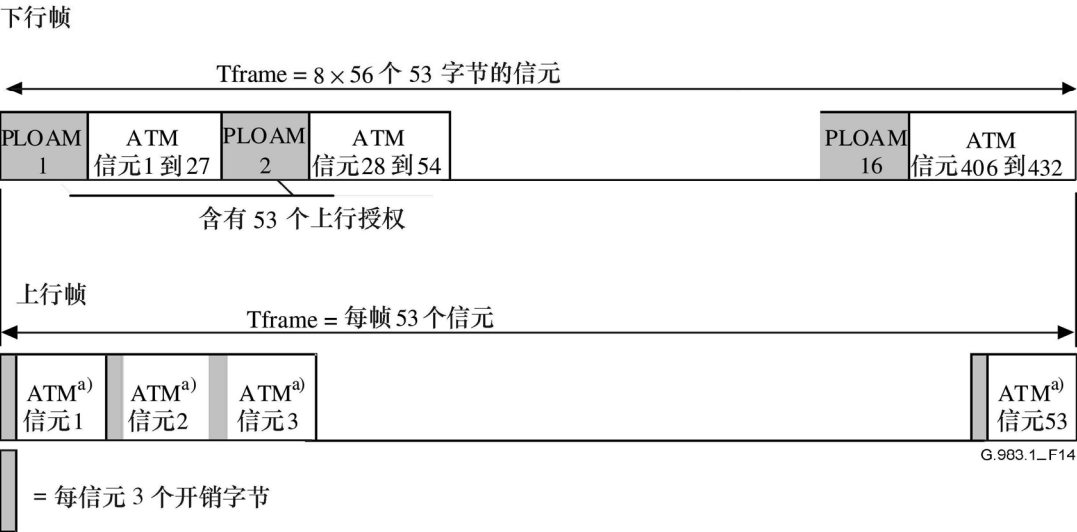 下行帧
Tframe = 8 × 56 个 53 字节的信元
PLOAM
1
ATM
信元1 到 27
PLOAM
2
ATM
信元28 到 54
PLOAM
16
ATM
信元406 到432
含有 53 个上行授权
上行帧
Tframe = 每帧 53 个信元
ATMa)
信元1
ATMa)
信元2
ATMa)
信元3
ATMa)
信元53
G.983.1_F14
= 每信元 3 个开销字节